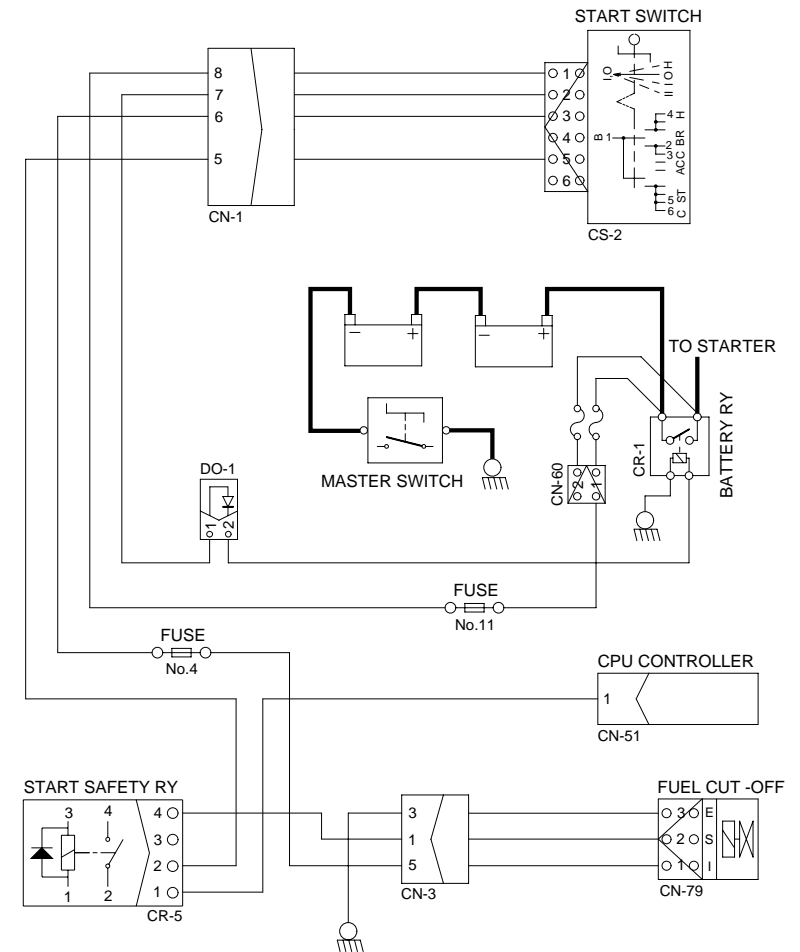 START SWITCH
8
7
6
5
CN-1
1
2
3
4
5
6
I O
H
O
I
II
III
4 H
B 1
BR
2
3
ACC
5 ST
6 C
CS-2
− +
− +
TO STARTER
MASTER SWITCH
CN-60
2 1
CR-1
BATTERY RY
DO-1
1 2
FUSE
No.11
FUSE
No.4
CPU CONTROLLER
1
CN-51
START SAFETY RY
3 4
1 2
4
3
2
1
CR-5
3
1
5
CN-3
FUEL CUT -OFF
3 E
2 S
1 I
CN-79